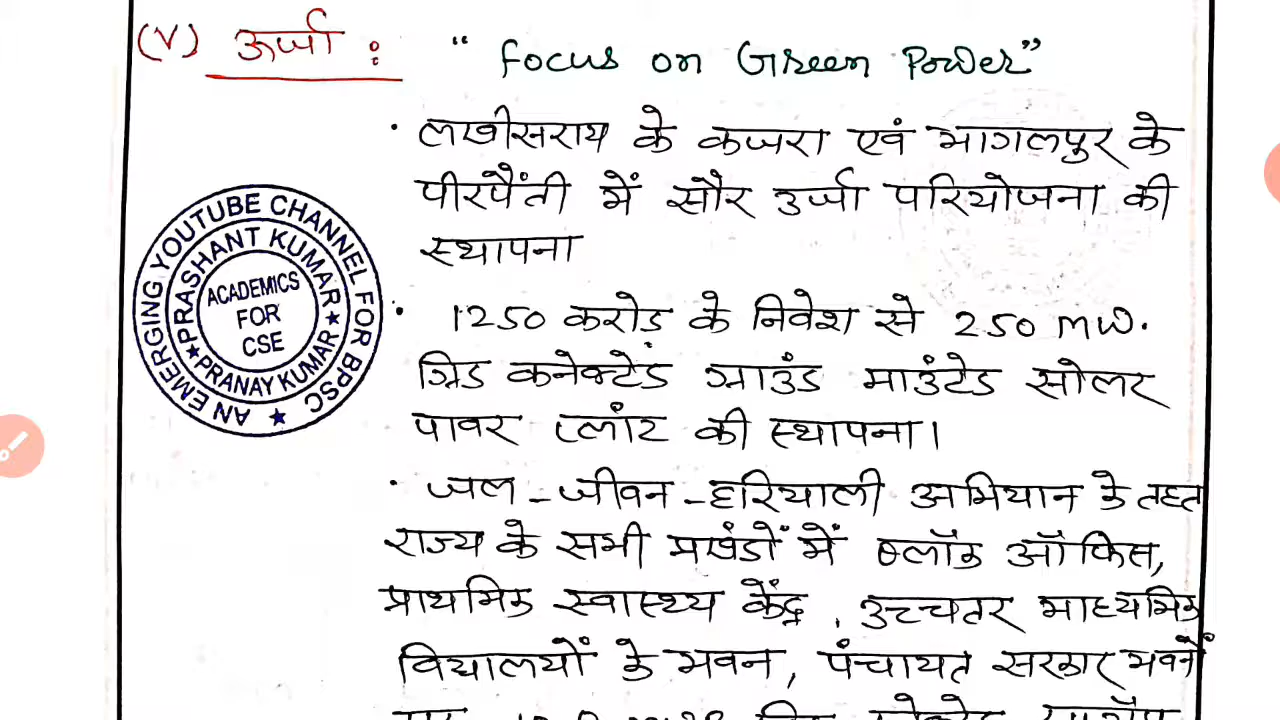 (V) ऊर्जा : "Focus on Green Power"
· लखीसराय के कजरा एवं भागलपुर के
पीरपैंती में सौर उर्जा परियोजना की
स्थापना
· 1250 करोड़ के निवेश से 250 MW.
ग्रिड कनेक्टेड ग्राउंड माउंटेड सोलर
पावर प्लांट की स्थापना।
· जल-जीवन-हरियाली अभियान के तहत
राज्य के सभी प्रखंडों में ब्लॉक ऑफिस,
प्राथमिक स्वास्थ्य केंद्र, उच्चतर माध्यमिक
विद्यालयों के भवन, पंचायत सरकार भवनों
AN EMERGING YOUTUBE CHANNEL FOR BPSC
PRASHANT KUMAR
PRANAY KUMAR
ACADEMICS
FOR
CSE